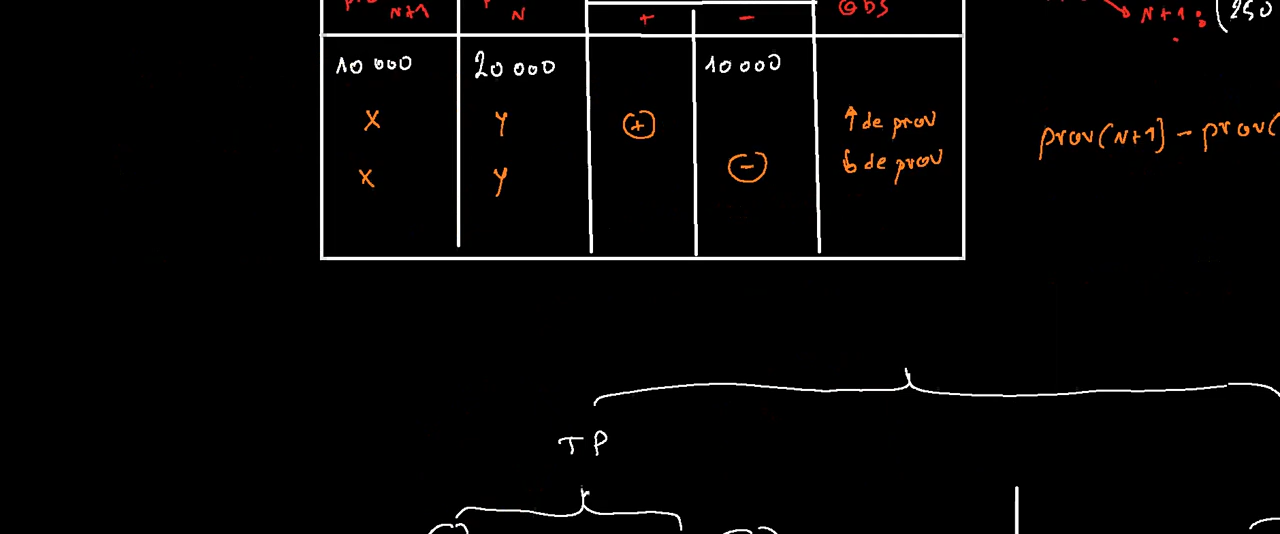 N+1 N + - Obs N+1 : (250
10 000 20 000 10 000
X Y + ↑ de prov
prov(N+1) - prov(
X Y - ↓ de prov
TP